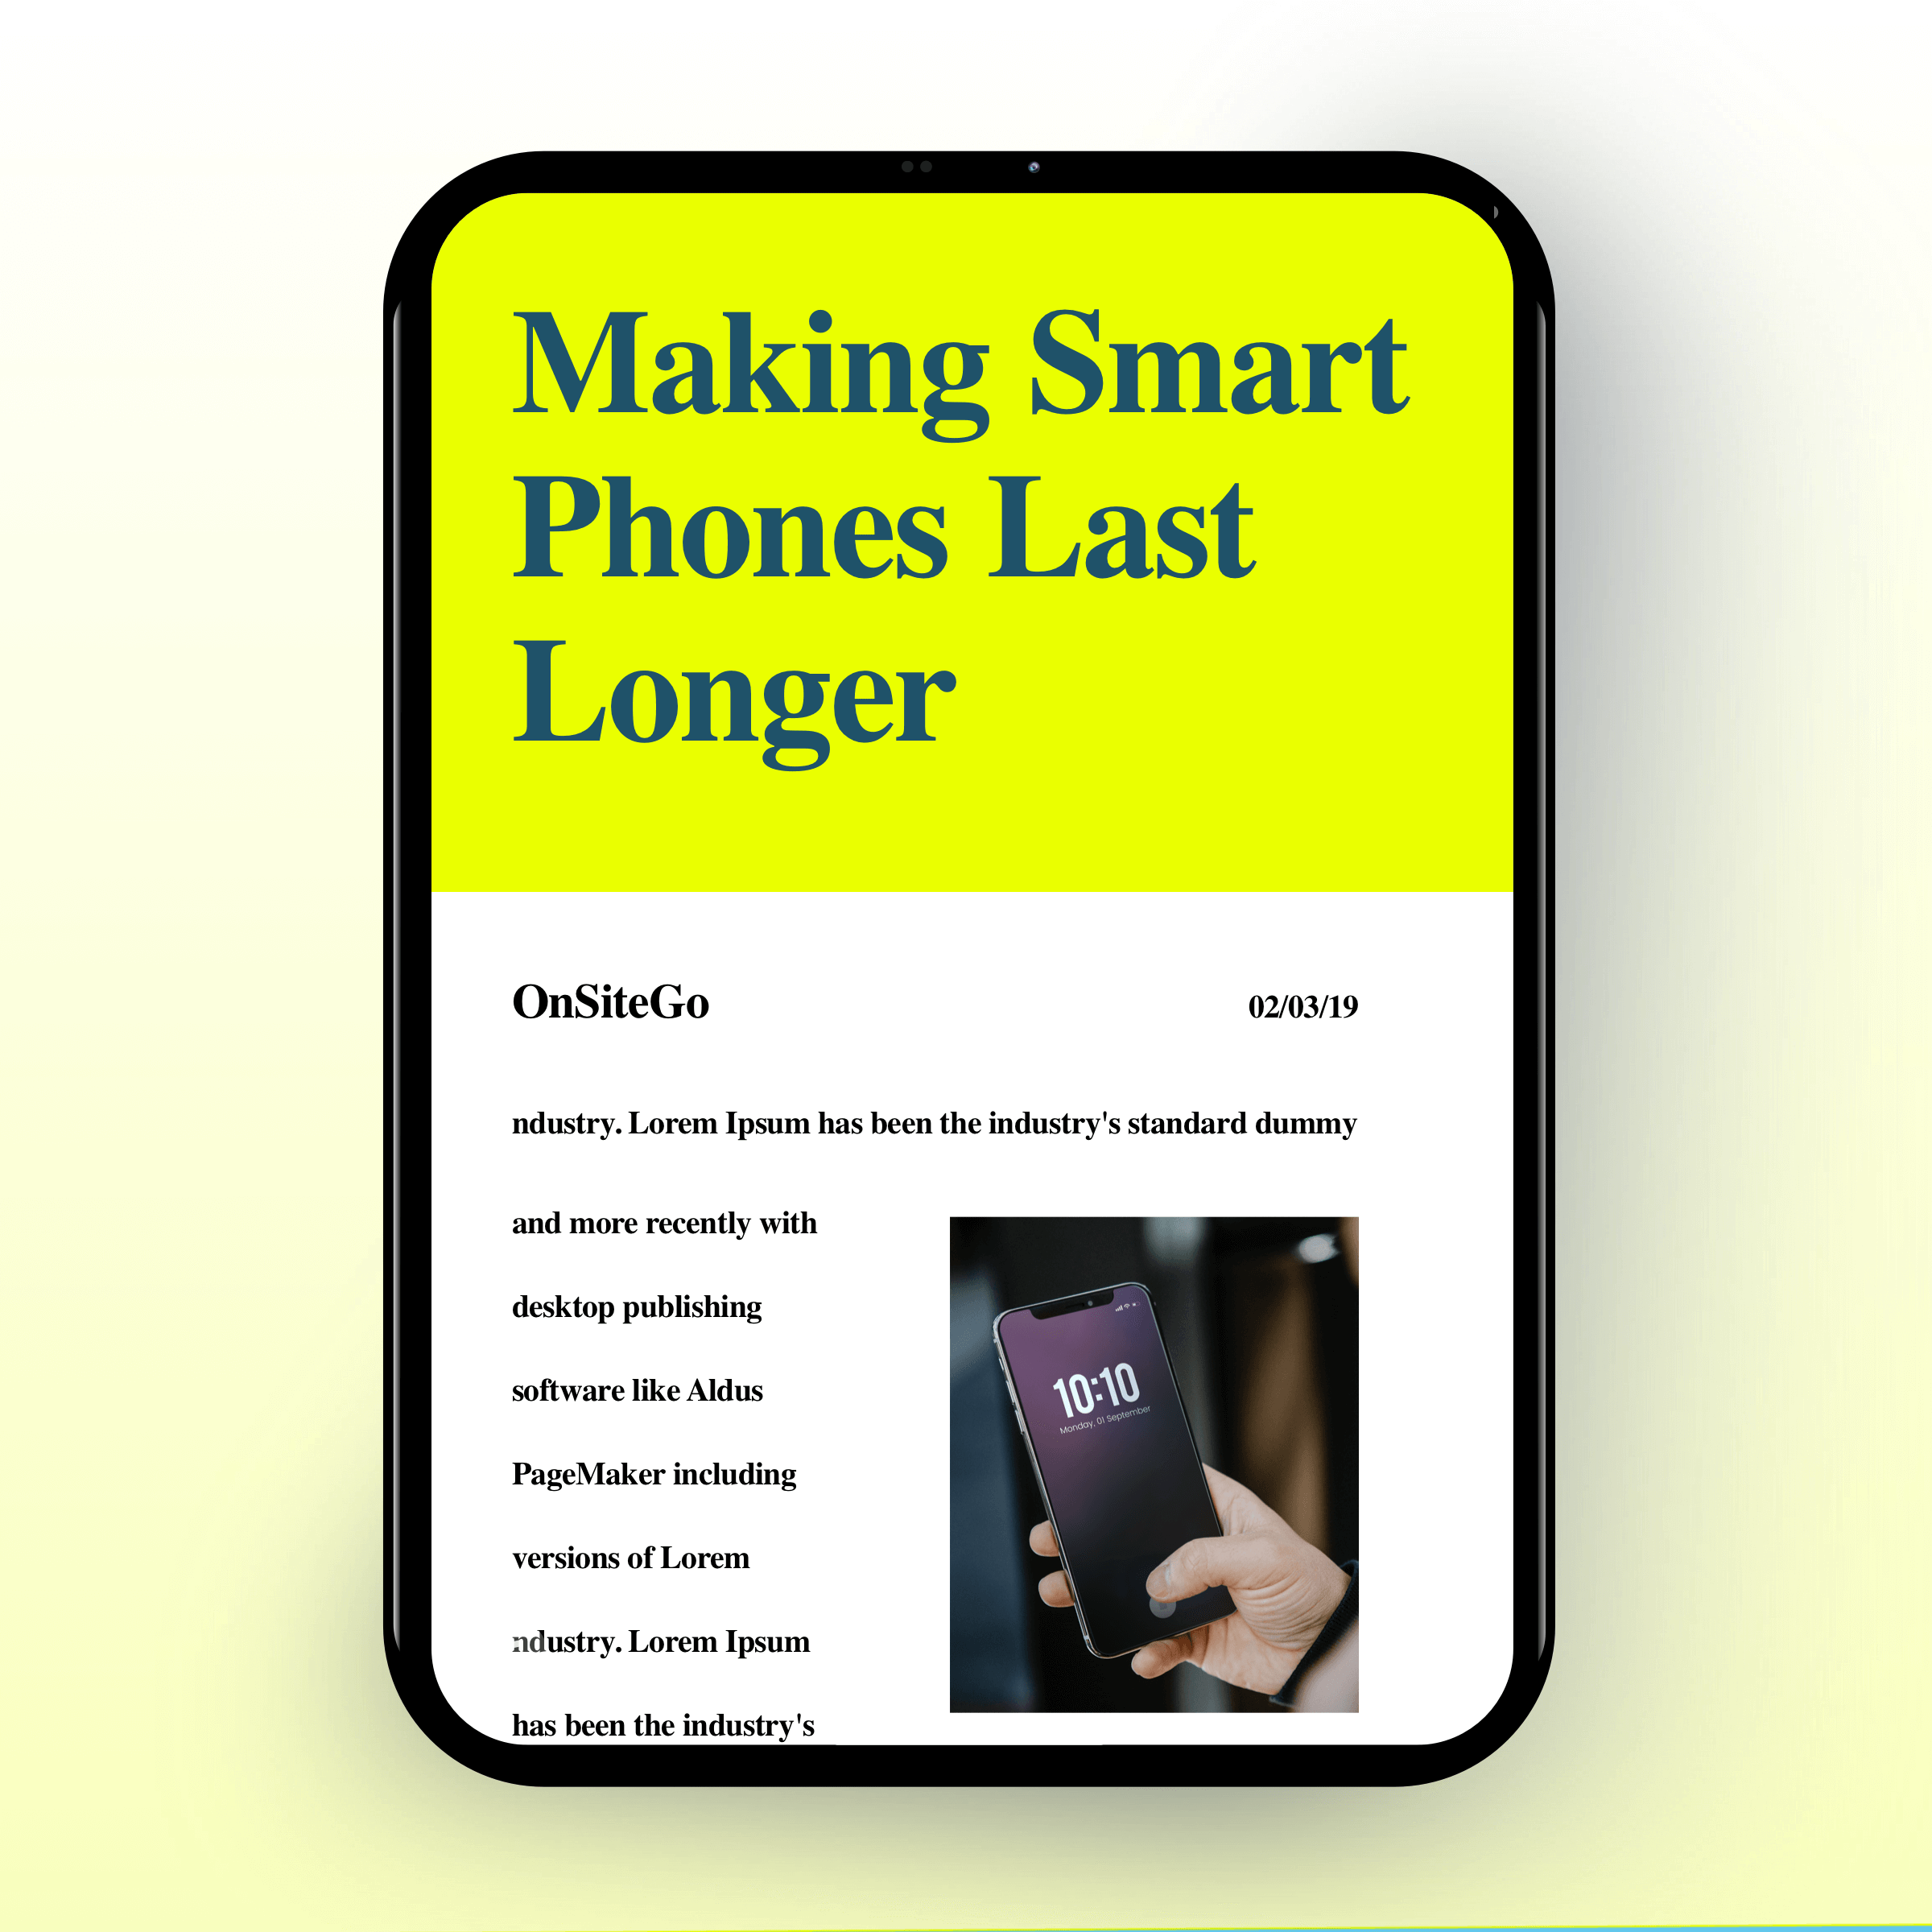 Making Smart
Phones Last
Longer
OnSiteGo
02/03/19
ndustry. Lorem Ipsum has been the industry's standard dummy
and more recently with
desktop publishing
software like Aldus
PageMaker including
versions of Lorem
ndustry. Lorem Ipsum
has been the industry's
10:10
Monday, 01 September